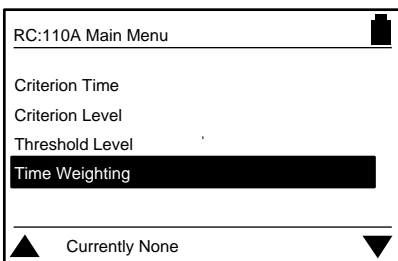 RC:110A Main Menu
Criterion Time
Criterion Level
Threshold Level
Time Weighting
Currently None